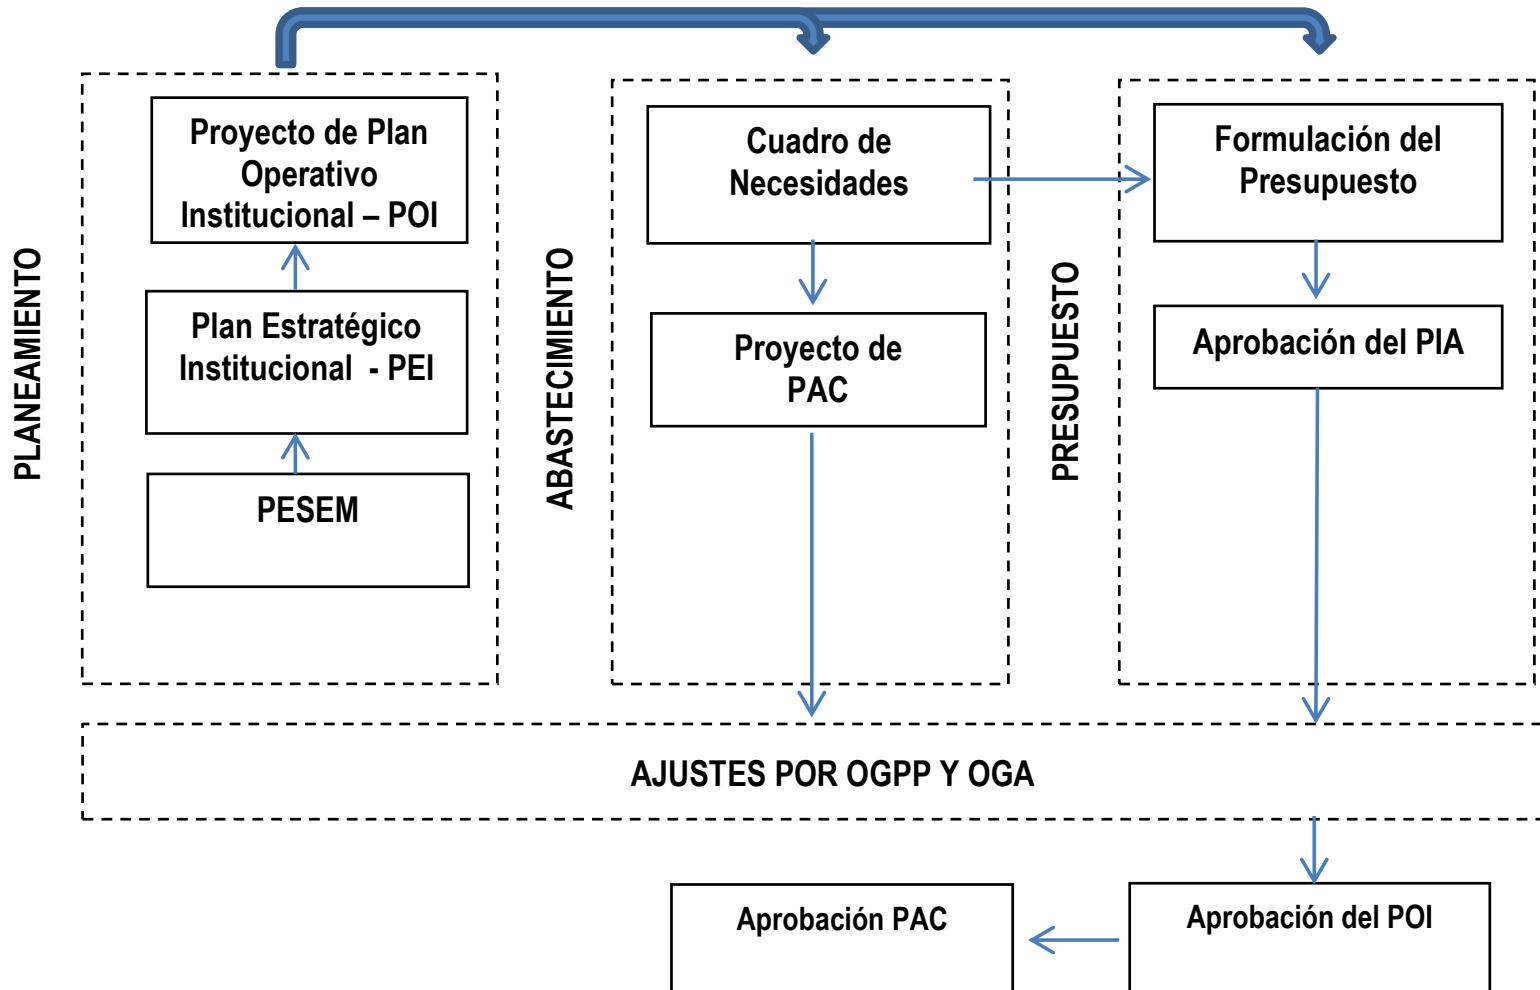 PLANEAMIENTO
Proyecto de Plan
Operativo
Institucional – POI
Plan Estratégico
Institucional - PEI
PESEM
ABASTECIMIENTO
Cuadro de
Necesidades
Proyecto de
PAC
PRESUPUESTO
Formulación del
Presupuesto
Aprobación del PIA
AJUSTES POR OGPP Y OGA
Aprobación PAC
Aprobación del POI